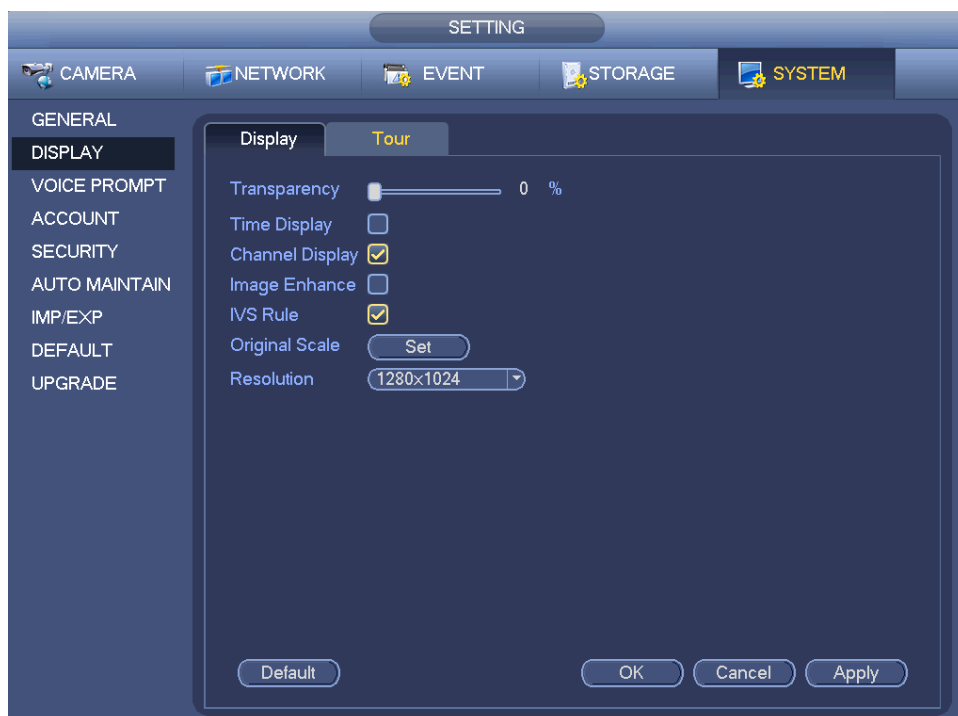 SETTING
CAMERA NETWORK EVENT STORAGE SYSTEM
GENERAL
DISPLAY
VOICE PROMPT
ACCOUNT
SECURITY
AUTO MAINTAIN
IMP/EXP
DEFAULT
UPGRADE
Display Tour
Transparency 0 %
Time Display
Channel Display
Image Enhance
IVS Rule
Original Scale Set
Resolution 1280×1024
Default OK Cancel Apply